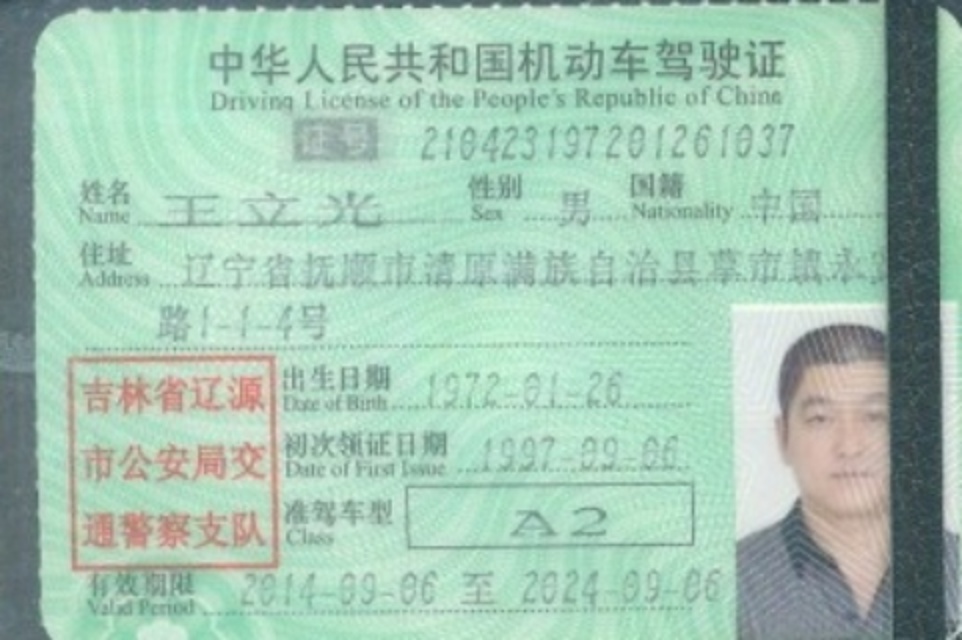 中华人民共和国机动车驾驶证
Driving License of the People's Republic of China
证号 210423197201261037
姓名 Name 王立光 性别 Sex 男 国籍 Nationality 中国
住址 Address 辽宁省抚顺市清原满族自治县草市镇永
路1-1-4号
吉林省辽源
市公安局交
通警察支队
出生日期 Date of Birth 1972-01-26
初次领证日期 Date of First Issue 1997-09-06
准驾车型 Class A2
有效期限 Valid Period 2014-09-06 至 2024-09-06